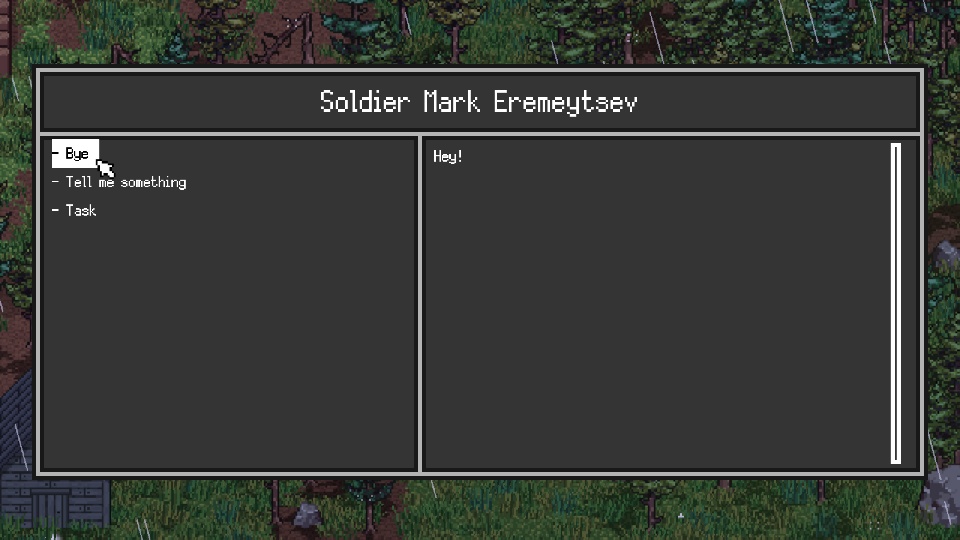 Soldier Mark Eremeytsev
- Bye
- Tell me something
- Task
Hey!